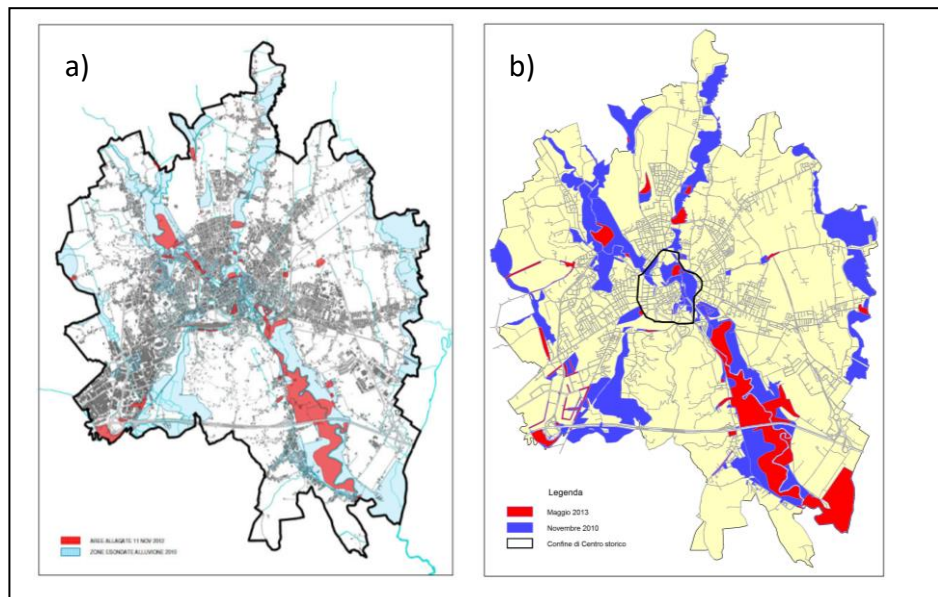 a)
AREE ALLAGATE 11 NOV 2012
ZONE ESONDATE ALLUVIONE 2010
b)
Legenda
Maggio 2013
Novembre 2010
Confine di Centro storico